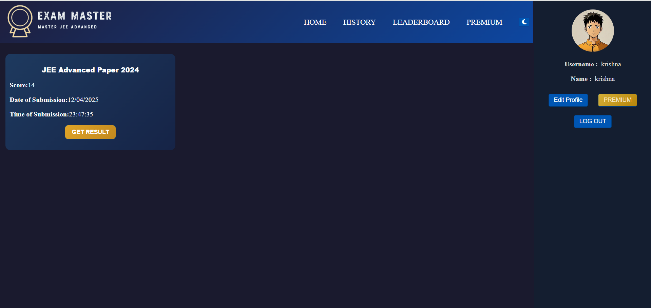 EXAM MASTER
MASTER JEE ADVANCED
HOME HISTORY LEADERBOARD PREMIUM
JEE Advanced Paper 2024
Score:14
Date of Submission:12/04/2025
Time of Submission:23:47:35
GET RESULT
Username : krishna
Name : krishna
Edit Profile PREMIUM
LOG OUT